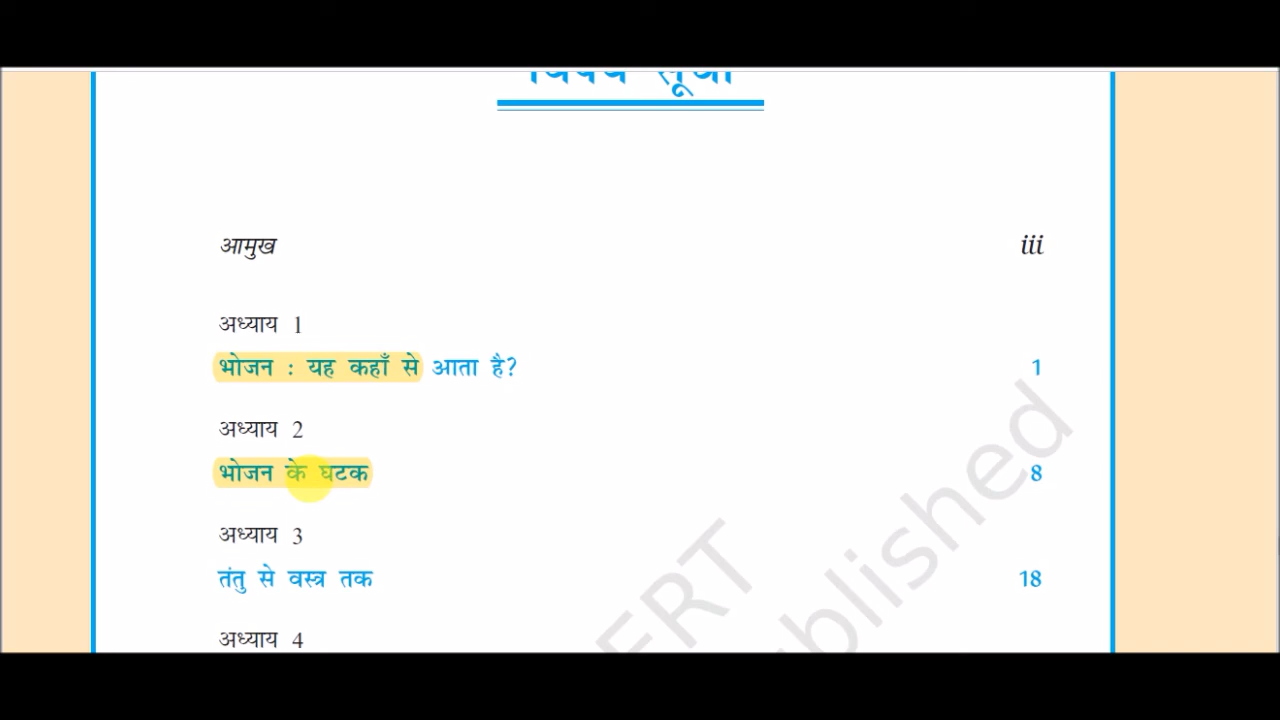 विषय सूची
आमुख iii
अध्याय 1
भोजन : यह कहाँ से आता है? 1
अध्याय 2
भोजन के घटक 8
अध्याय 3
तंतु से वस्त्र तक 18
अध्याय 4